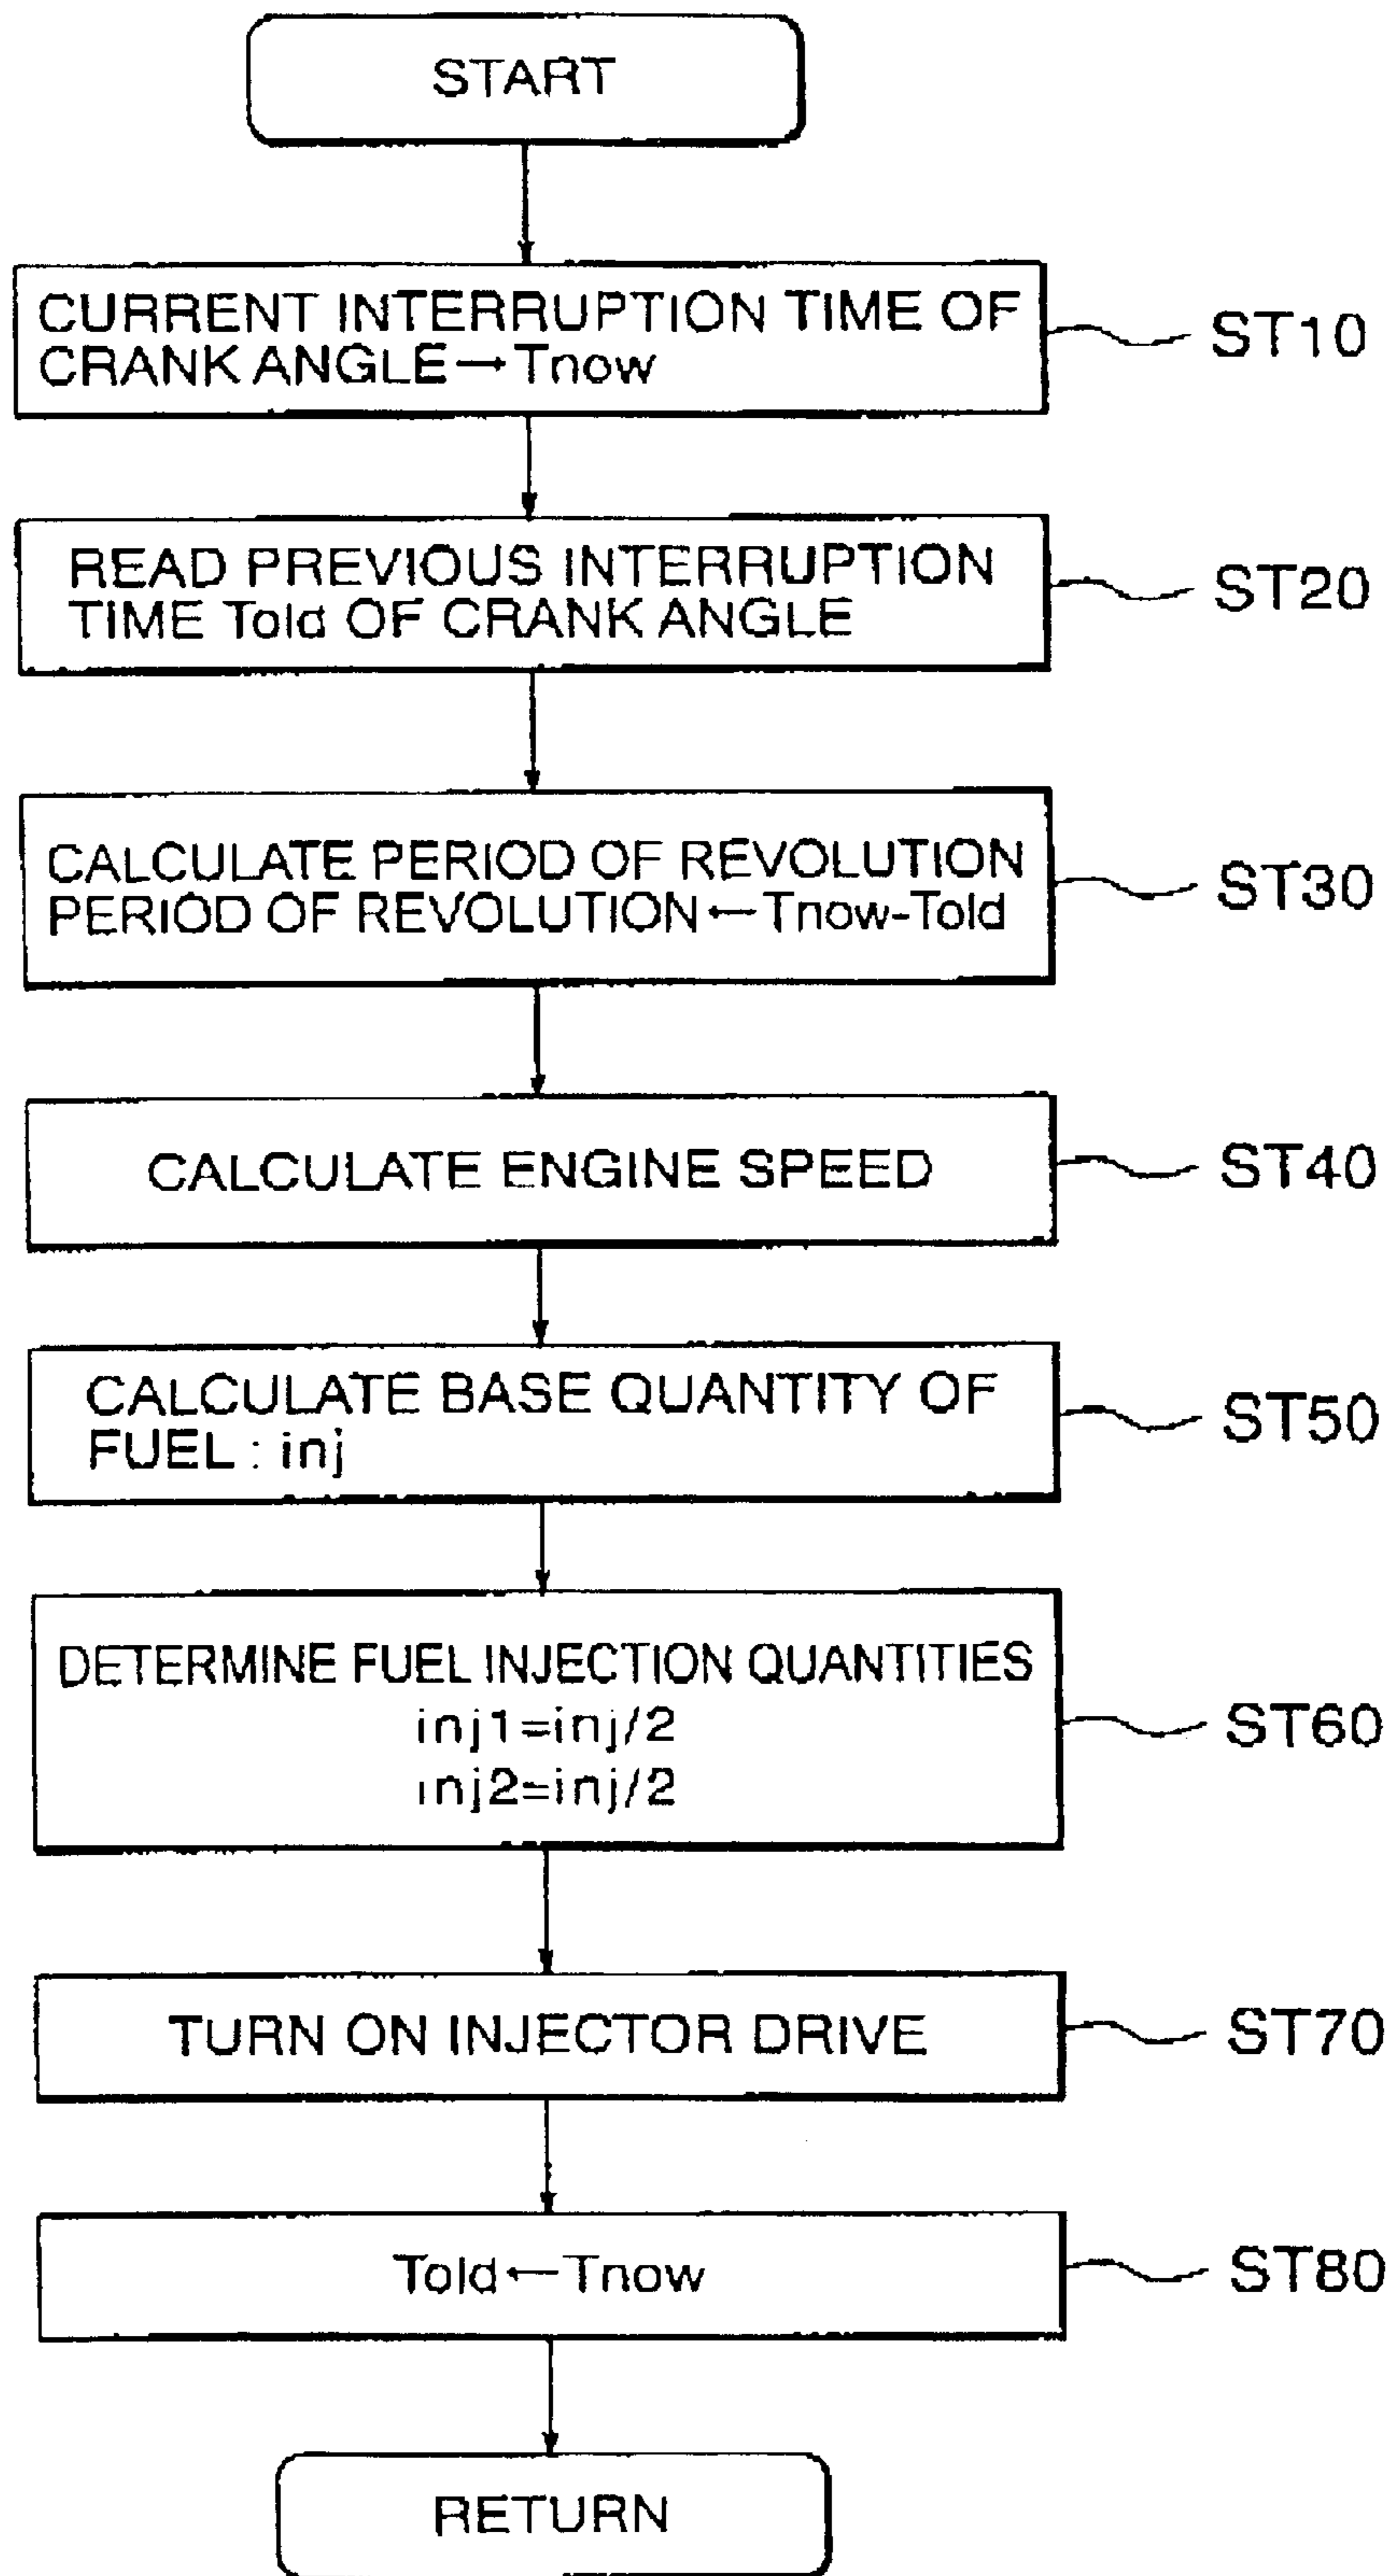 START
CURRENT INTERRUPTION TIME OF
CRANK ANGLE→Tnow
ST10
READ PREVIOUS INTERRUPTION
TIME Told OF CRANK ANGLE
ST20
CALCULATE PERIOD OF REVOLUTION
PERIOD OF REVOLUTION←Tnow-Told
ST30
CALCULATE ENGINE SPEED
ST40
CALCULATE BASE QUANTITY OF
FUEL : inj
ST50
DETERMINE FUEL INJECTION QUANTITIES
inj1=inj/2
inj2=inj/2
ST60
TURN ON INJECTOR DRIVE
ST70
Told←Tnow
ST80
RETURN